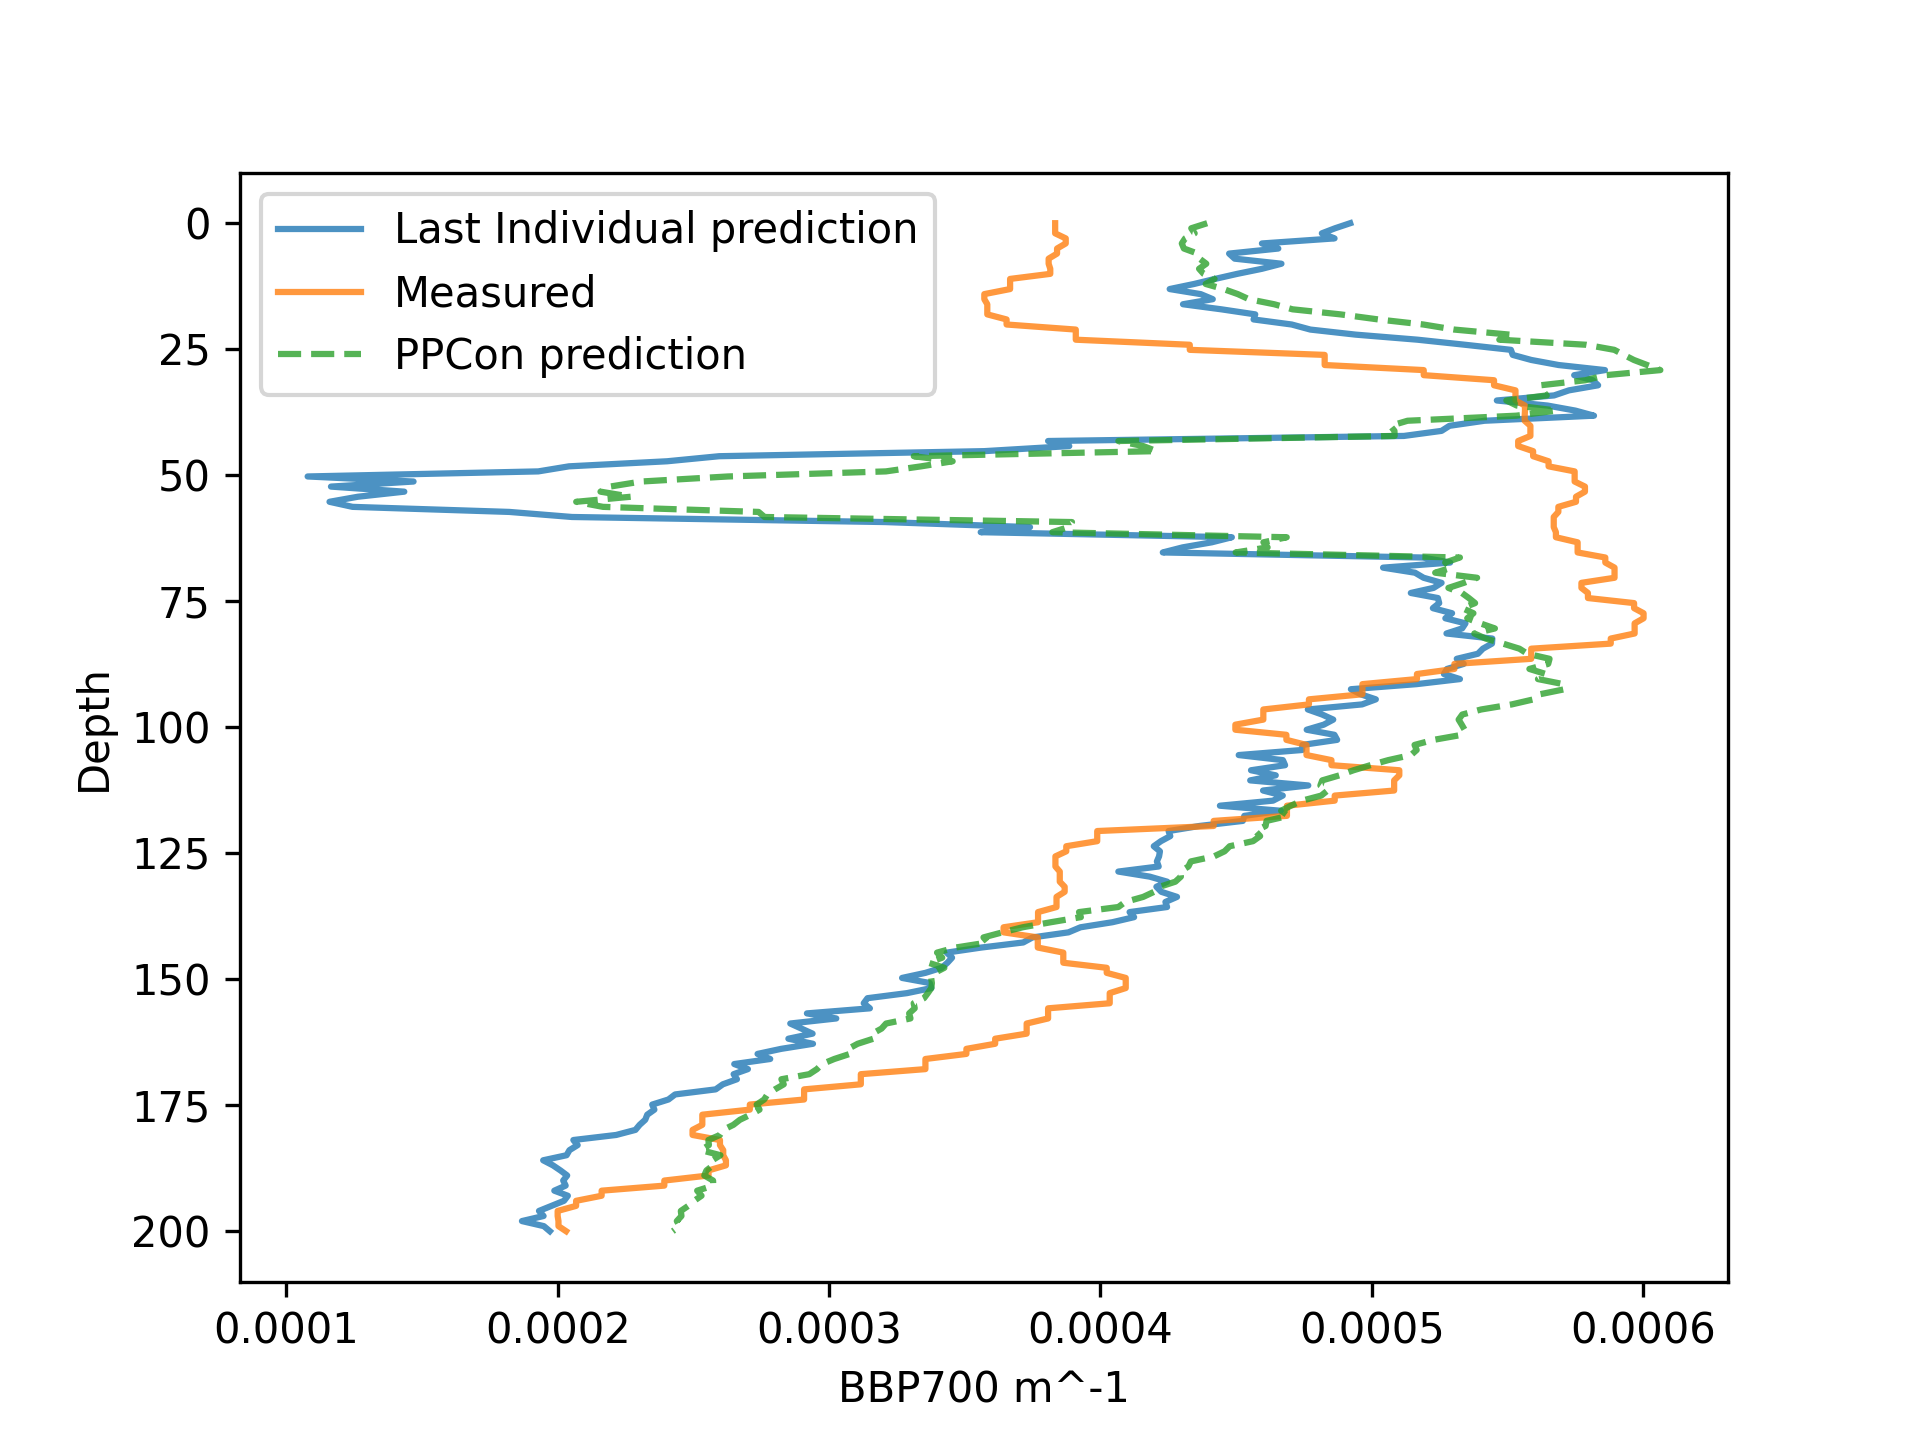 Last Individual prediction
Measured
PPCon prediction
0
25
50
75
100
125
150
175
200
Depth
0.0001 0.0002 0.0003 0.0004 0.0005 0.0006
BBP700 m^-1